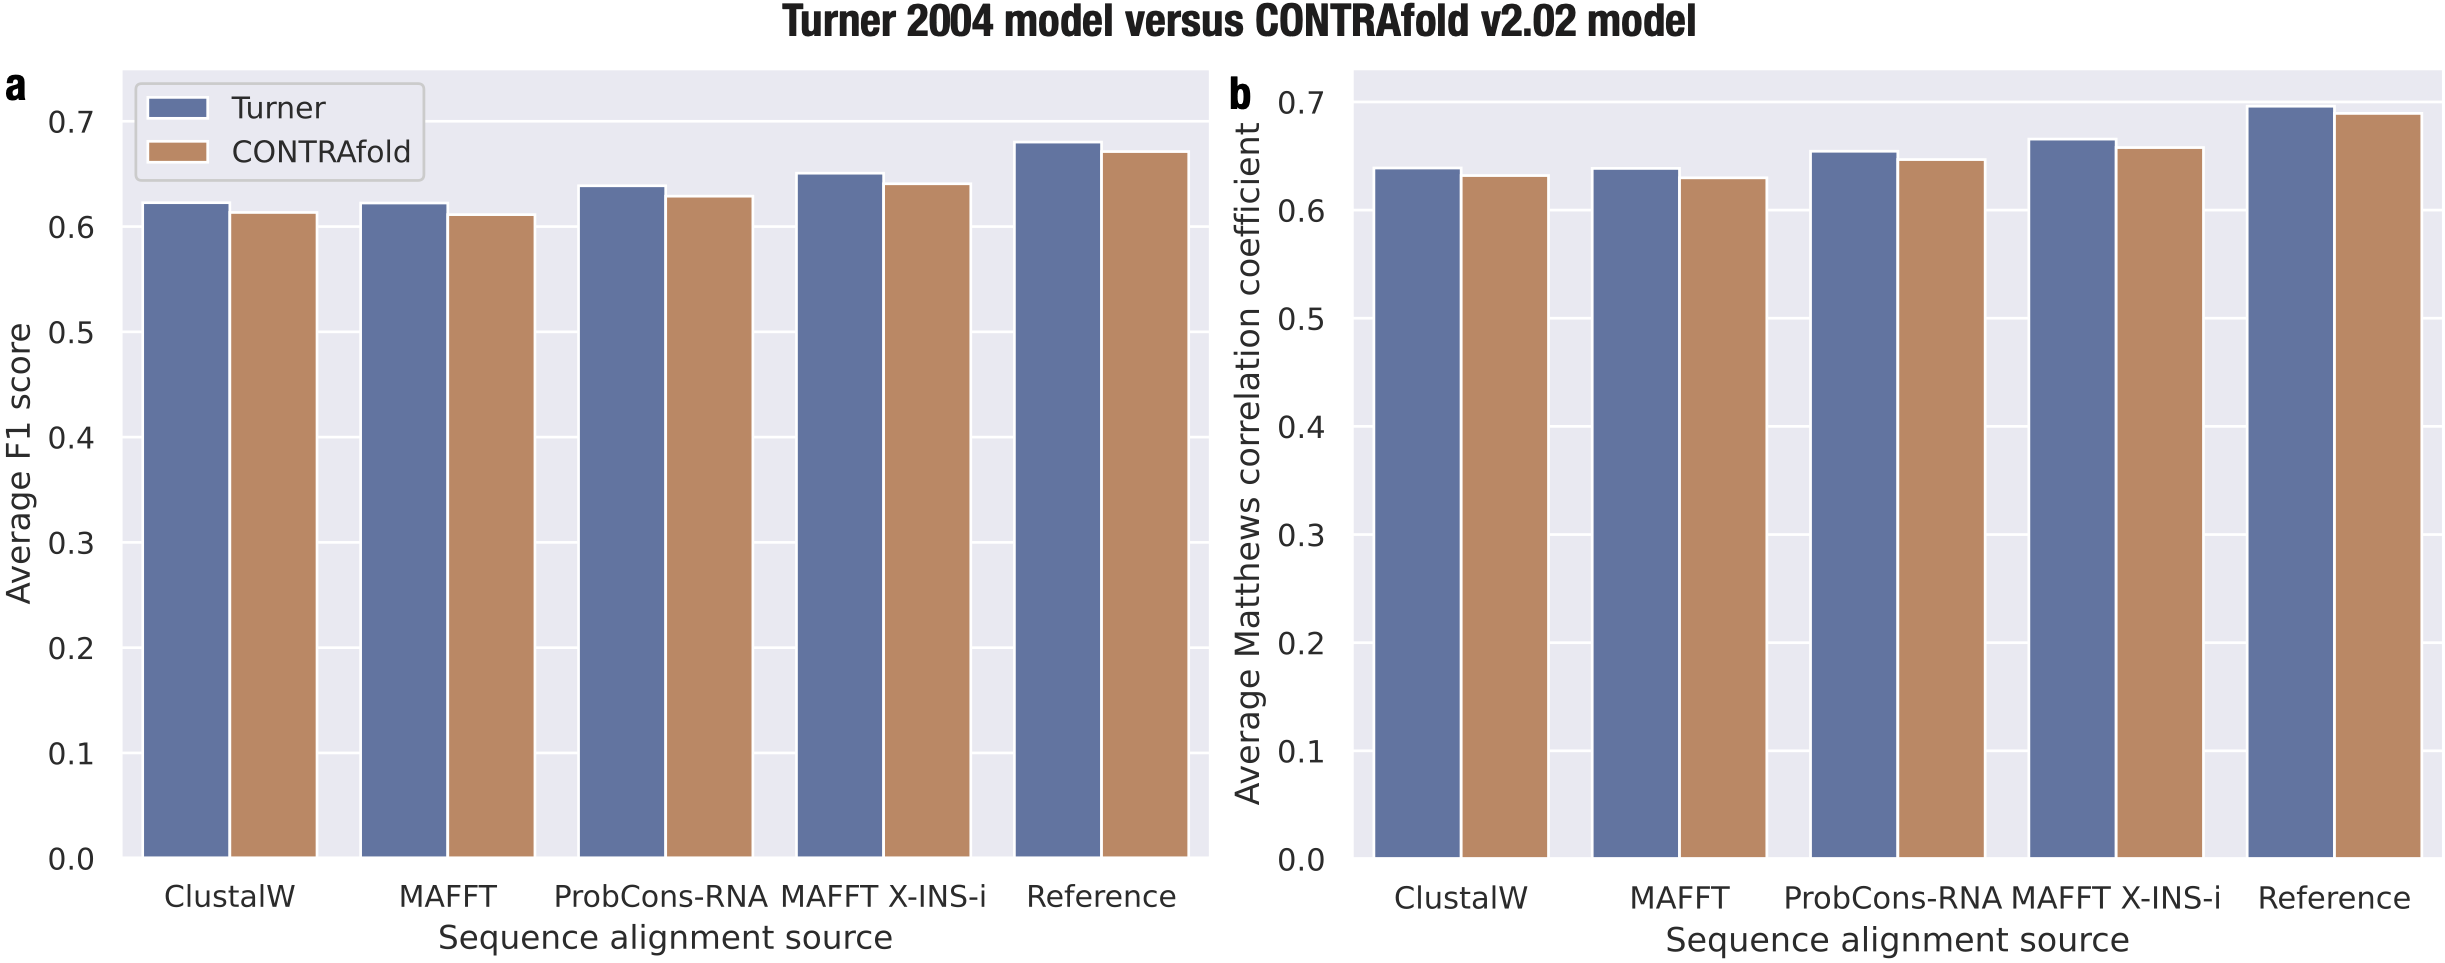 Turner 2004 model versus CONTRAfold v2.02 model
a
Turner
CONTRAfold
Average F1 score
0.7
0.6
0.5
0.4
0.3
0.2
0.1
0.0
ClustalW
MAFFT
ProbCons-RNA
MAFFT X-INS-i
Reference
Sequence alignment source
b
Average Matthews correlation coefficient
0.7
0.6
0.5
0.4
0.3
0.2
0.1
0.0
ClustalW
MAFFT
ProbCons-RNA
MAFFT X-INS-i
Reference
Sequence alignment source